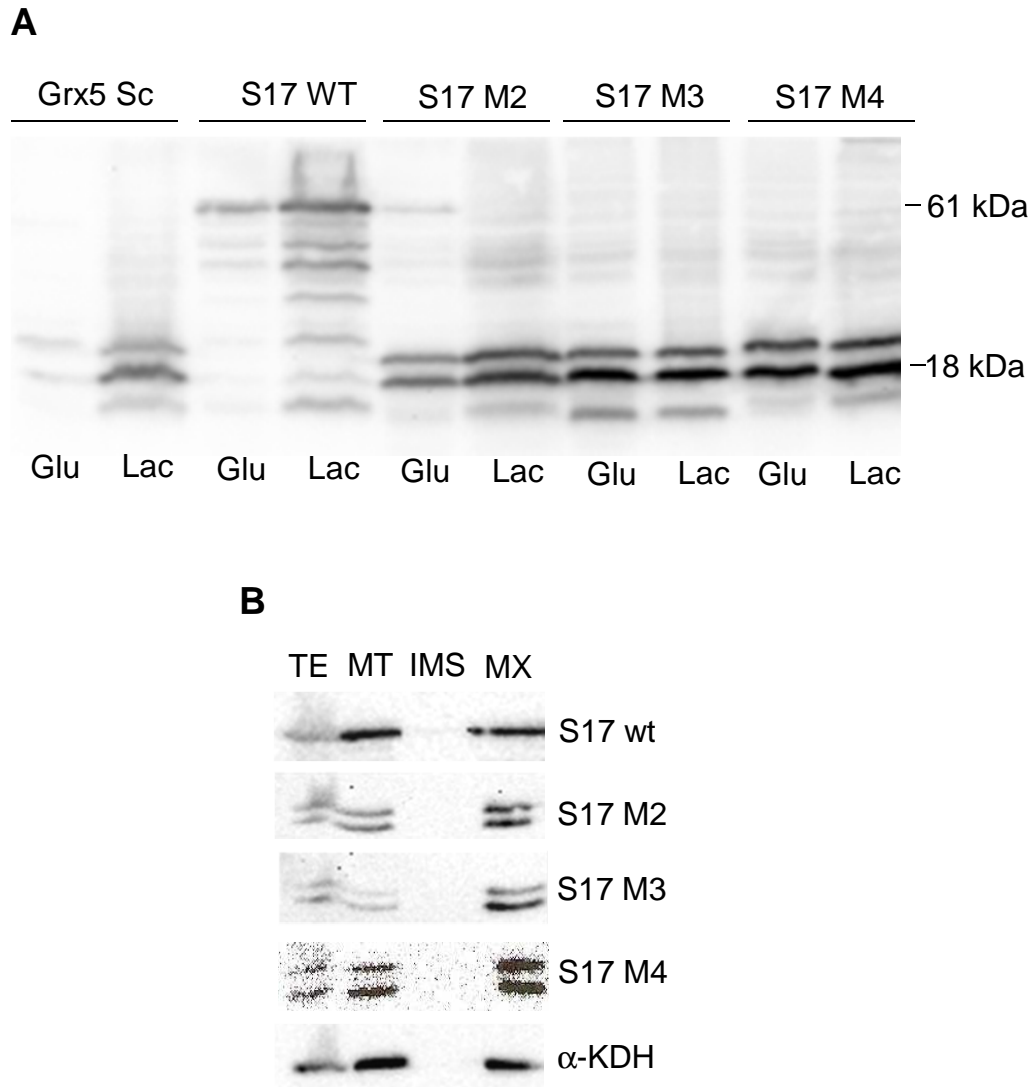 A
Grx5 Sc S17 WT S17 M2 S17 M3 S17 M4
61 kDa
18 kDa
Glu Lac Glu Lac Glu Lac Glu Lac Glu Lac
B
TE MT IMS MX
S17 wt
S17 M2
S17 M3
S17 M4
α-KDH